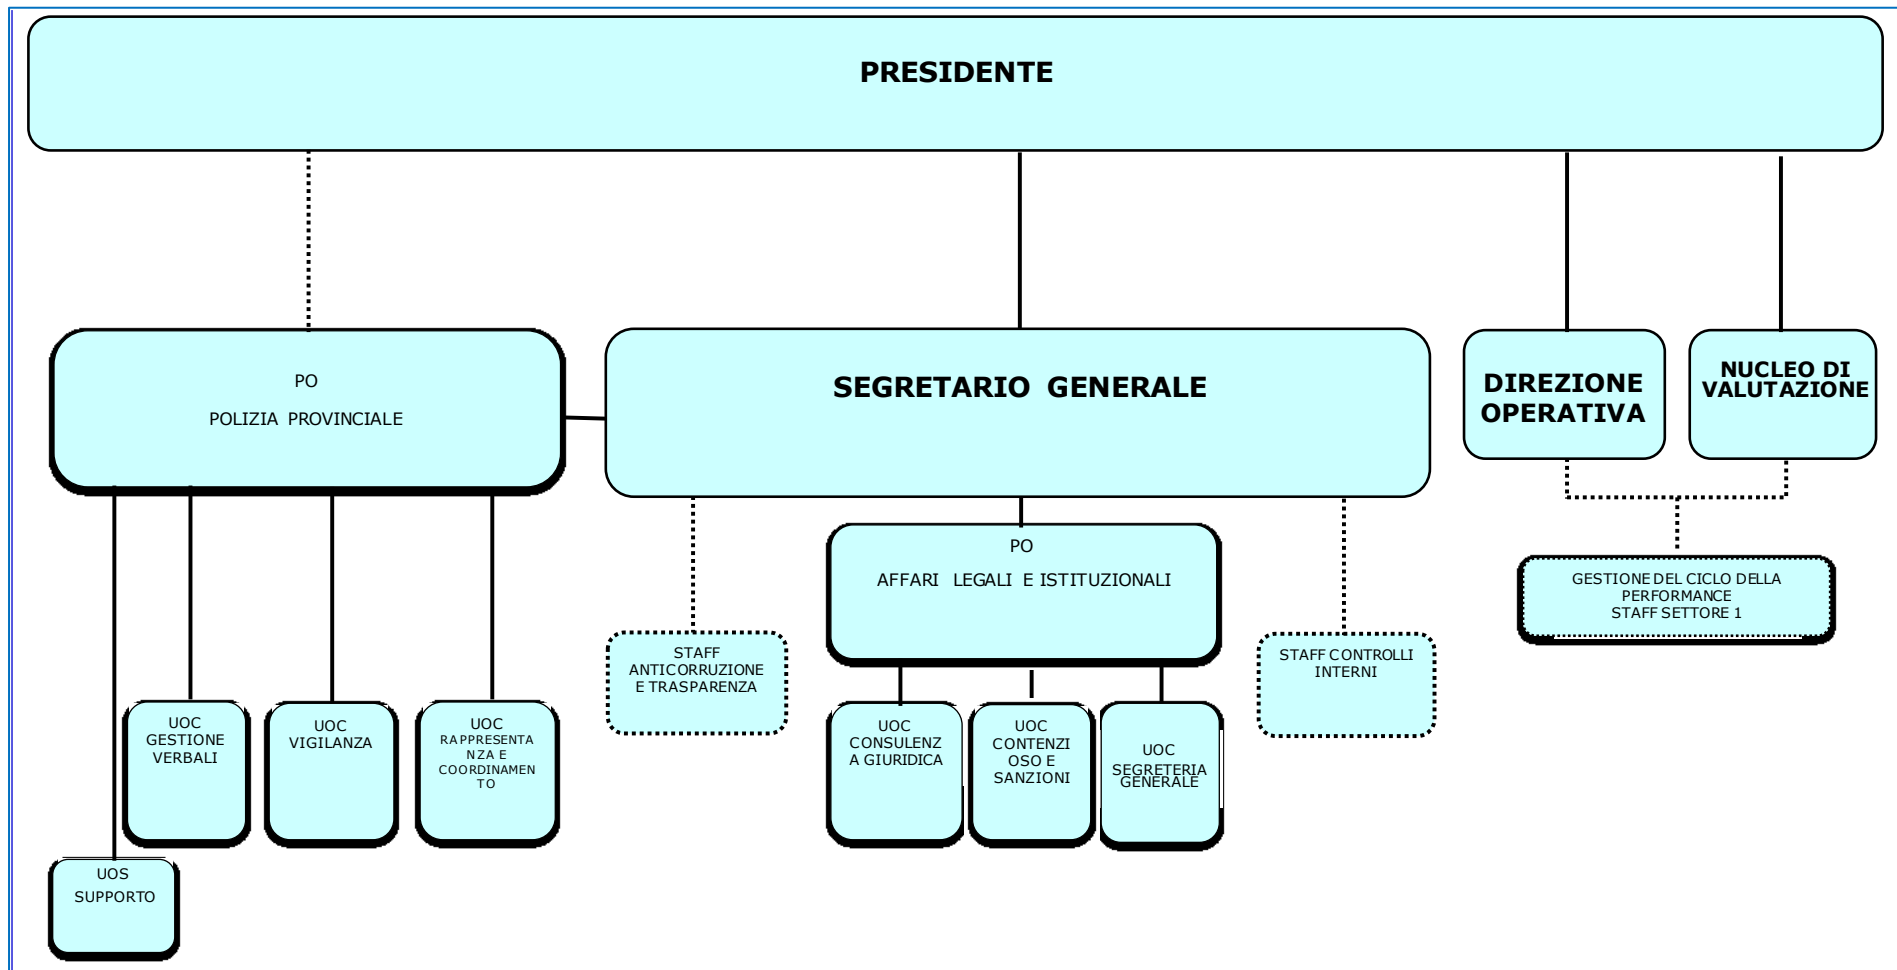 PRESIDENTE
PO
POLIZIA PROVINCIALE
SEGRETARIO GENERALE
DIREZIONE
OPERATIVA
NUCLEO DI
VALUTAZIONE
PO
AFFARI LEGALI E ISTITUZIONALI
GESTIONE DEL CICLO DELLA
PERFORMANCE
STAFF SETTORE 1
STAFF
ANTICORRUZIONE
E TRASPARENZA
STAFF CONTROLLI
INTERNI
UOC
GESTIONE
VERBALI
UOC
VIGILANZA
UOC
RAPPRESENTA
NZA E
COORDINAMEN
TO
UOC
CONSULENZ
A GIURIDICA
UOC
CONTENZI
OSO E
SANZIONI
UOC
SEGRETERIA
GENERALE
UOS
SUPPORTO